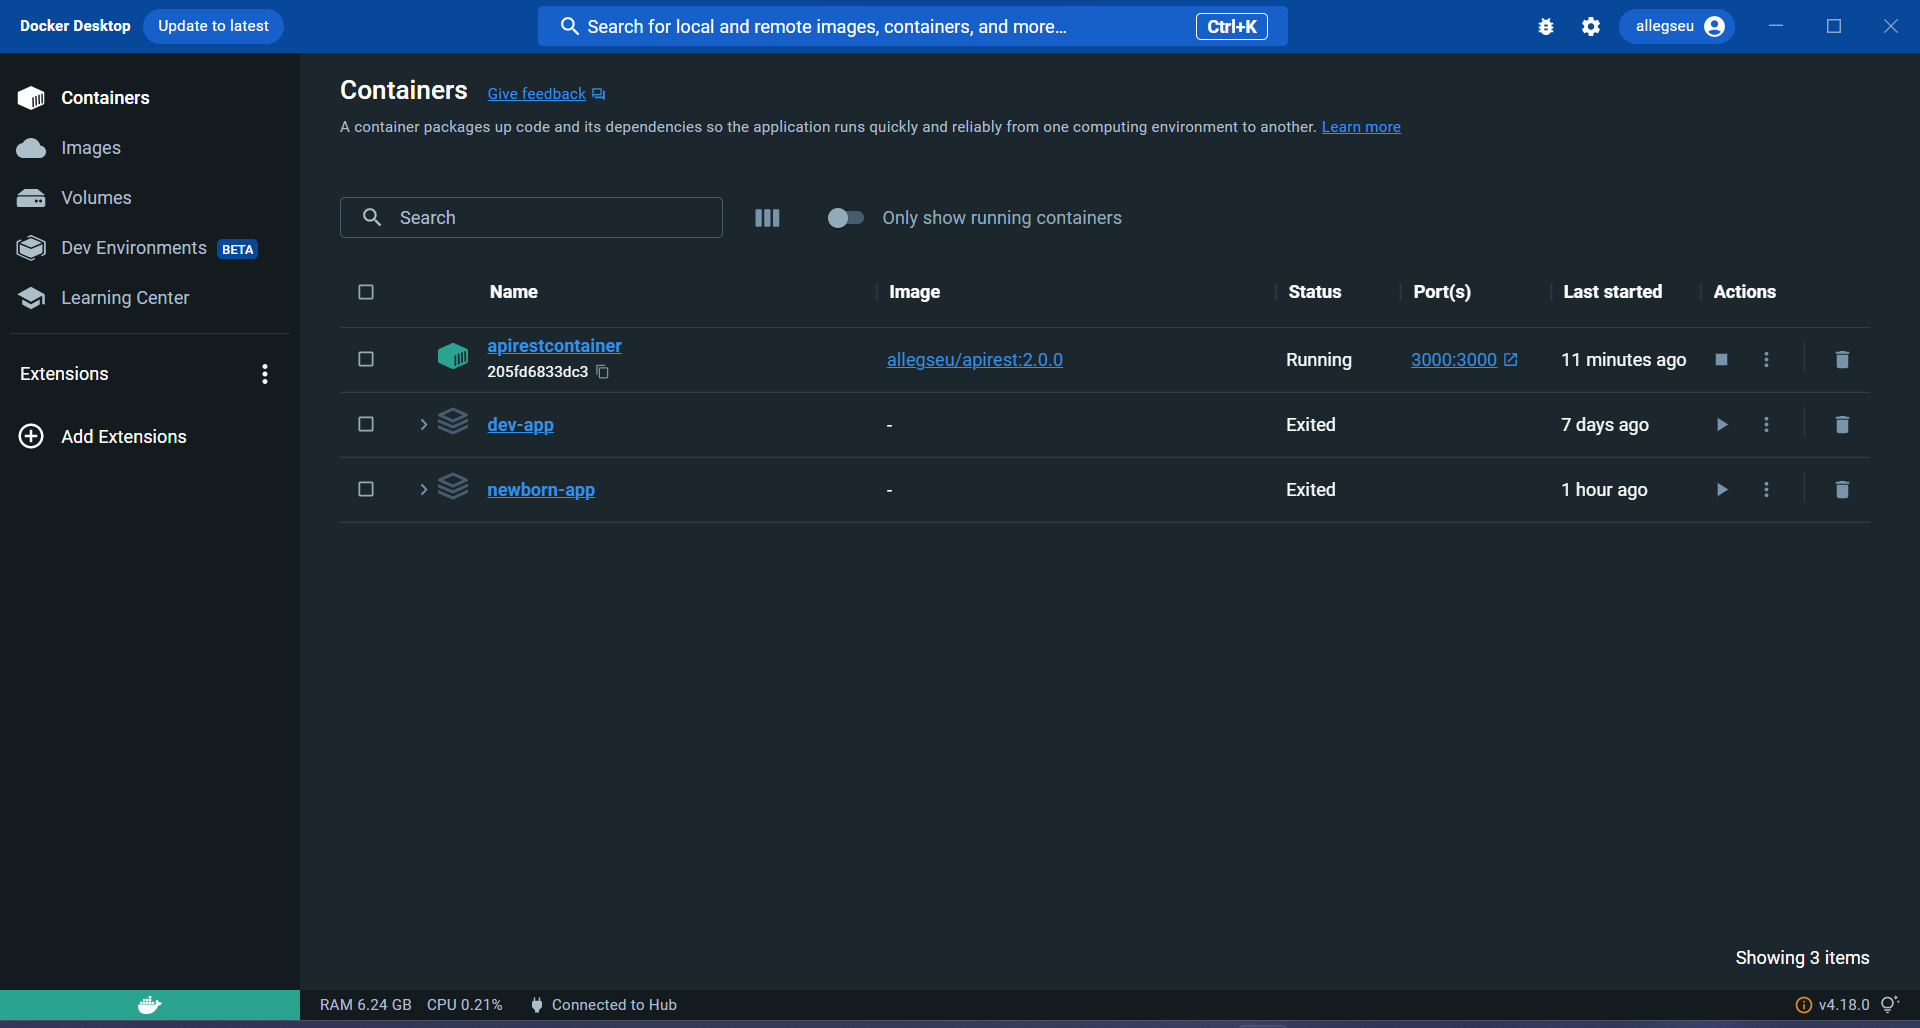 Docker Desktop Update to latest Search for local and remote images, containers, and more... Ctrl+K allegseu
Containers
Images
Volumes
Dev Environments BETA
Learning Center
Extensions
Add Extensions
Containers Give feedback
A container packages up code and its dependencies so the application runs quickly and reliably from one computing environment to another. Learn more
Search Only show running containers
Name Image Status Port(s) Last started Actions
apirestcontainer
205fd6833dc3
allegseu/apirest:2.0.0 Running 3000:3000 11 minutes ago
dev-app - Exited 7 days ago
newborn-app - Exited 1 hour ago
Showing 3 items
RAM 6.24 GB CPU 0.21% Connected to Hub v4.18.0